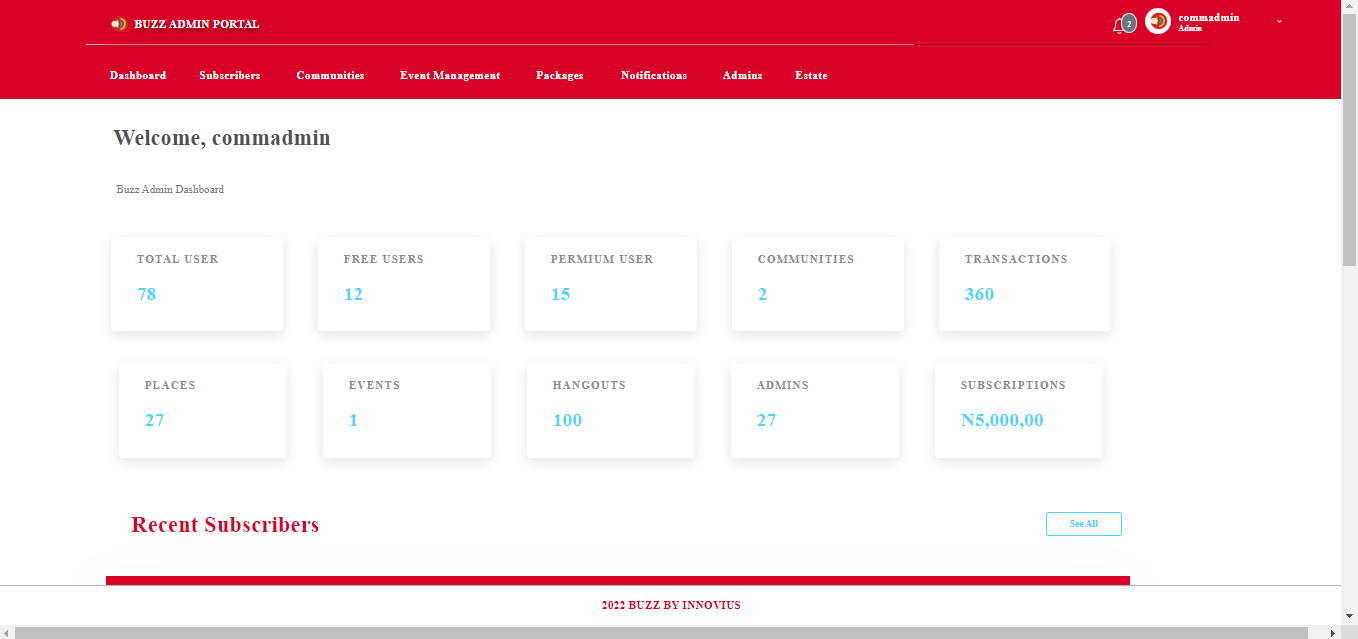 BUZZ ADMIN PORTAL
2
commadmin
Admin
Dashboard Subscribers Communities Event Management Packages Notifications Admins Estate
Welcome, commadmin
Buzz Admin Dashboard
TOTAL USER FREE USERS PERMIUM USER COMMUNITIES TRANSACTIONS
78 12 15 2 360
PLACES EVENTS HANGOUTS ADMINS SUBSCRIPTIONS
27 1 100 27 N5,000,00
Recent Subscribers See All
2022 BUZZ BY INNOVIUS